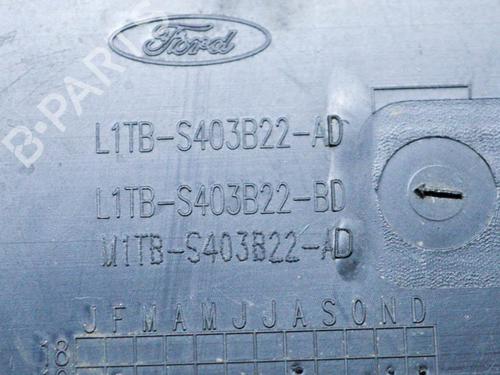 Ford
B-PARTS
L1TB-S403B22-AD
L1TB-S403B22-BD
M1TB-S403B22-AD
J F M A M J J A S O N D
18